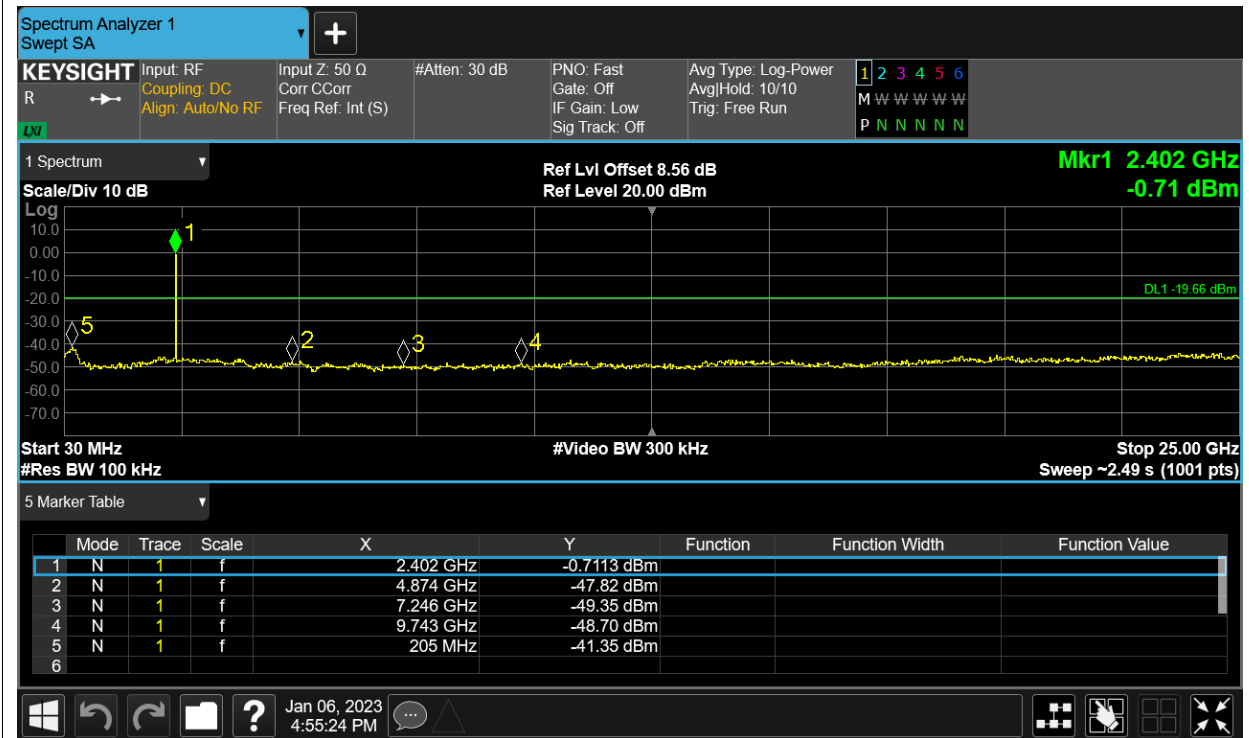 Spectrum Analyzer 1
Swept SA
+
KEYSIGHT
R
LXI
Input: RF
Coupling: DC
Align: Auto/No RF
Input Z: 50 Ω
Corr CCorr
Freq Ref: Int (S)
#Atten: 30 dB
PNO: Fast
Gate: Off
IF Gain: Low
Sig Track: Off
Avg Type: Log-Power
Avg|Hold: 10/10
Trig: Free Run
1 2 3 4 5 6
M W W W W W
P N N N N N
1 Spectrum
Scale/Div 10 dB
Ref Lvl Offset 8.56 dB
Ref Level 20.00 dBm
Mkr1 2.402 GHz
-0.71 dBm
Log
10.0
0.00
-10.0
-20.0
-30.0
-40.0
-50.0
-60.0
-70.0
1
DL1 -19.66 dBm
5
2
3
4
Start 30 MHz
#Video BW 300 kHz
Stop 25.00 GHz
#Res BW 100 kHz
Sweep ~2.49 s (1001 pts)
5 Marker Table
Mode Trace Scale X Y Function Function Width Function Value
1 N 1 f 2.402 GHz -0.7113 dBm
2 N 1 f 4.874 GHz -47.82 dBm
3 N 1 f 7.246 GHz -49.35 dBm
4 N 1 f 9.743 GHz -48.70 dBm
5 N 1 f 205 MHz -41.35 dBm
6
?
Jan 06, 2023
4:55:24 PM